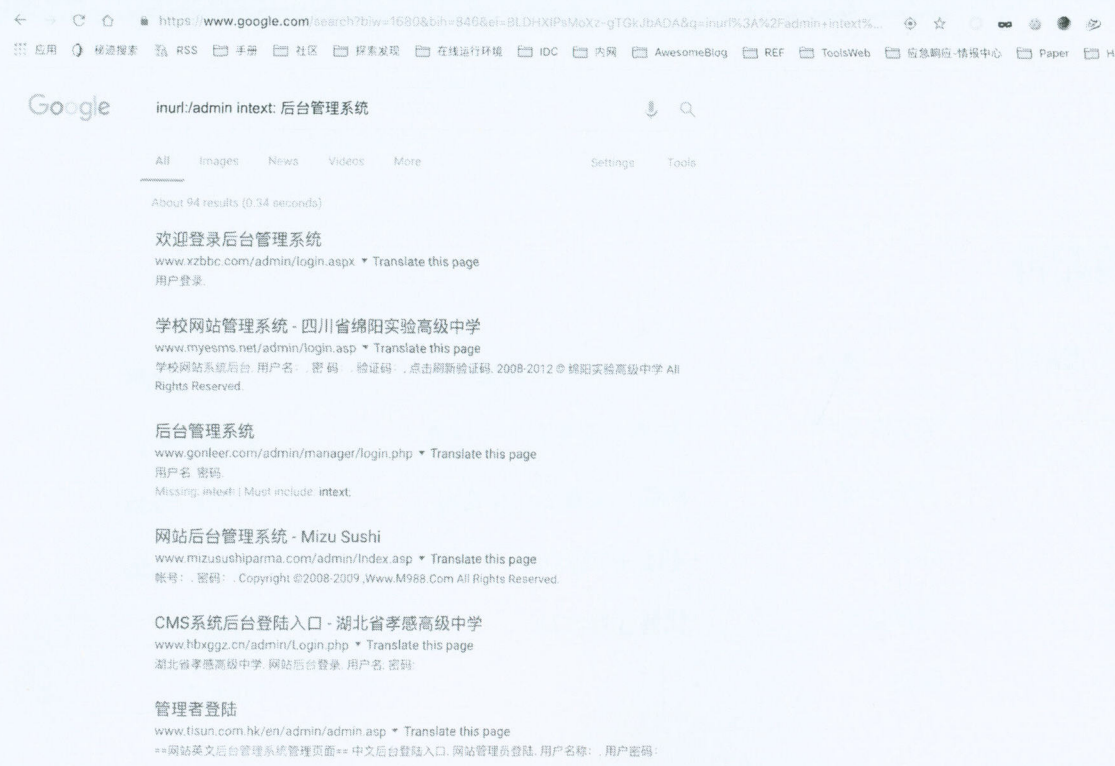 https://www.google.com/search?biw=1680&bih=846&ei=BLDHXIPsMoXz-gTGkJbADA&q=inurl%3A%2Fadmin+intext%...
应用 秘迹搜索 RSS 手册 社区 探索发现 在线运行环境 IDC 内网 AwesomeBlog REF ToolsWeb 应急响应-情报中心 Paper H
Google inurl:/admin intext: 后台管理系统
All Images News Videos More Settings Tools
About 94 results (0.34 seconds)
欢迎登录后台管理系统
www.xzbbc.com/admin/login.aspx ▼ Translate this page
用户登录.
学校网站管理系统 - 四川省绵阳实验高级中学
www.myesms.net/admin/login.asp ▼ Translate this page
学校网站系统后台. 用户名: . 密 码: . 验证码: . 点击刷新验证码. 2008-2012 © 绵阳实验高级中学 All
Rights Reserved.
后台管理系统
www.gonleer.com/admin/manager/login.php ▼ Translate this page
用户名. 密码.
Missing: intext: | Must include: intext:
网站后台管理系统 - Mizu Sushi
www.mizusushiparma.com/admin/Index.asp ▼ Translate this page
帐号: . 密码: . Copyright ©2008-2009 ,Www.M988.Com All Rights Reserved.
CMS系统后台登陆入口 - 湖北省孝感高级中学
www.hbxggz.cn/admin/Login.php ▼ Translate this page
湖北省孝感高级中学. 网站后台登录. 用户名. 密码:
管理者登陆
www.tisun.com.hk/en/admin/admin.asp ▼ Translate this page
==网站英文后台管理系统管理页面== 中文后台登陆入口. 网站管理员登陆. 用户名称: . 用户密码: